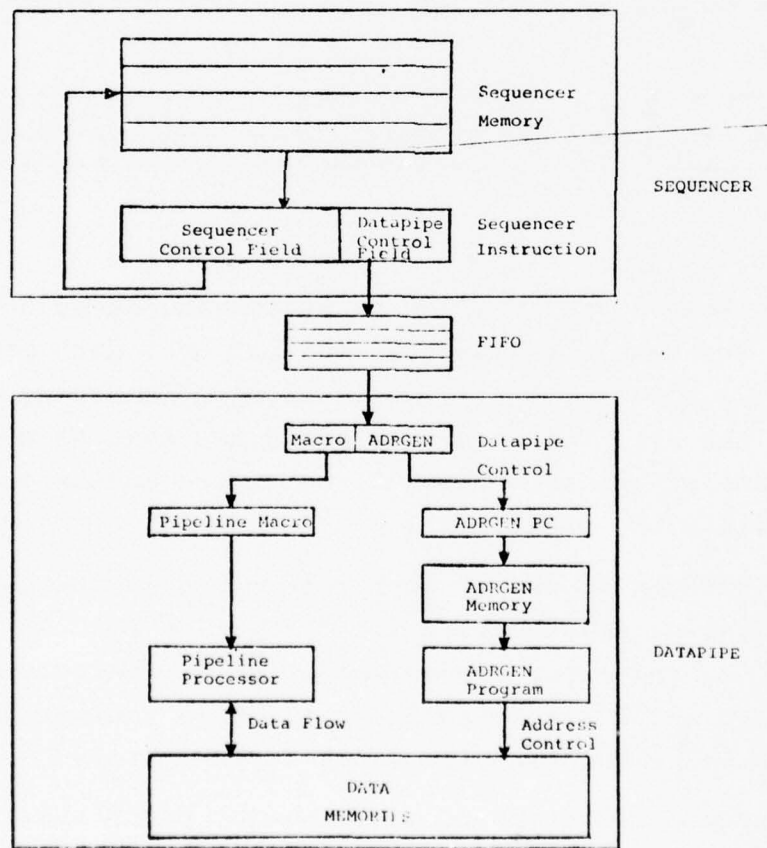 Sequencer
Memory
SEQUENCER
Sequencer
Control Field
Datapipe
Control
Field
Sequencer
Instruction
FIFO
Macro
ADRGEN
Datapipe
Control
Pipeline Macro
ADRGEN PC
ADRGEN
Memory
Pipeline
Processor
ADRGEN
Program
DATAPIPE
Data Flow
Address
Control
DATA
MEMORIES